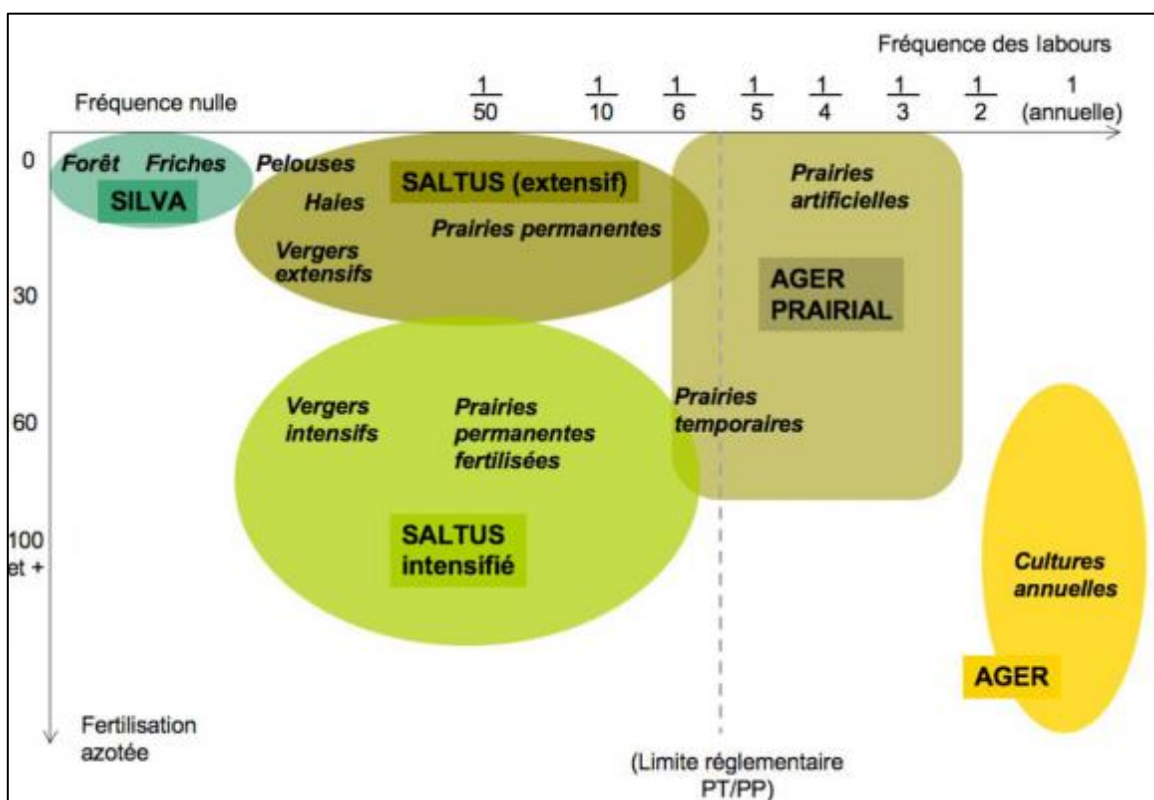 Fréquence des labours
Fréquence nulle
1/50 1/10 1/6 1/5 1/4 1/3 1/2 1
(annuelle)
0
30
60
100
et +
Forêt Friches
SILVA
Pelouses
Haies
Vergers
extensifs
SALTUS (extensif)
Prairies permanentes
Prairies
artificielles
AGER
PRAIRIAL
Vergers
intensifs
Prairies
permanentes
fertilisées
Prairies
temporaires
SALTUS
intensifié
Cultures
annuelles
AGER
Fertilisation
azotée
(Limite réglementaire
PT/PP)